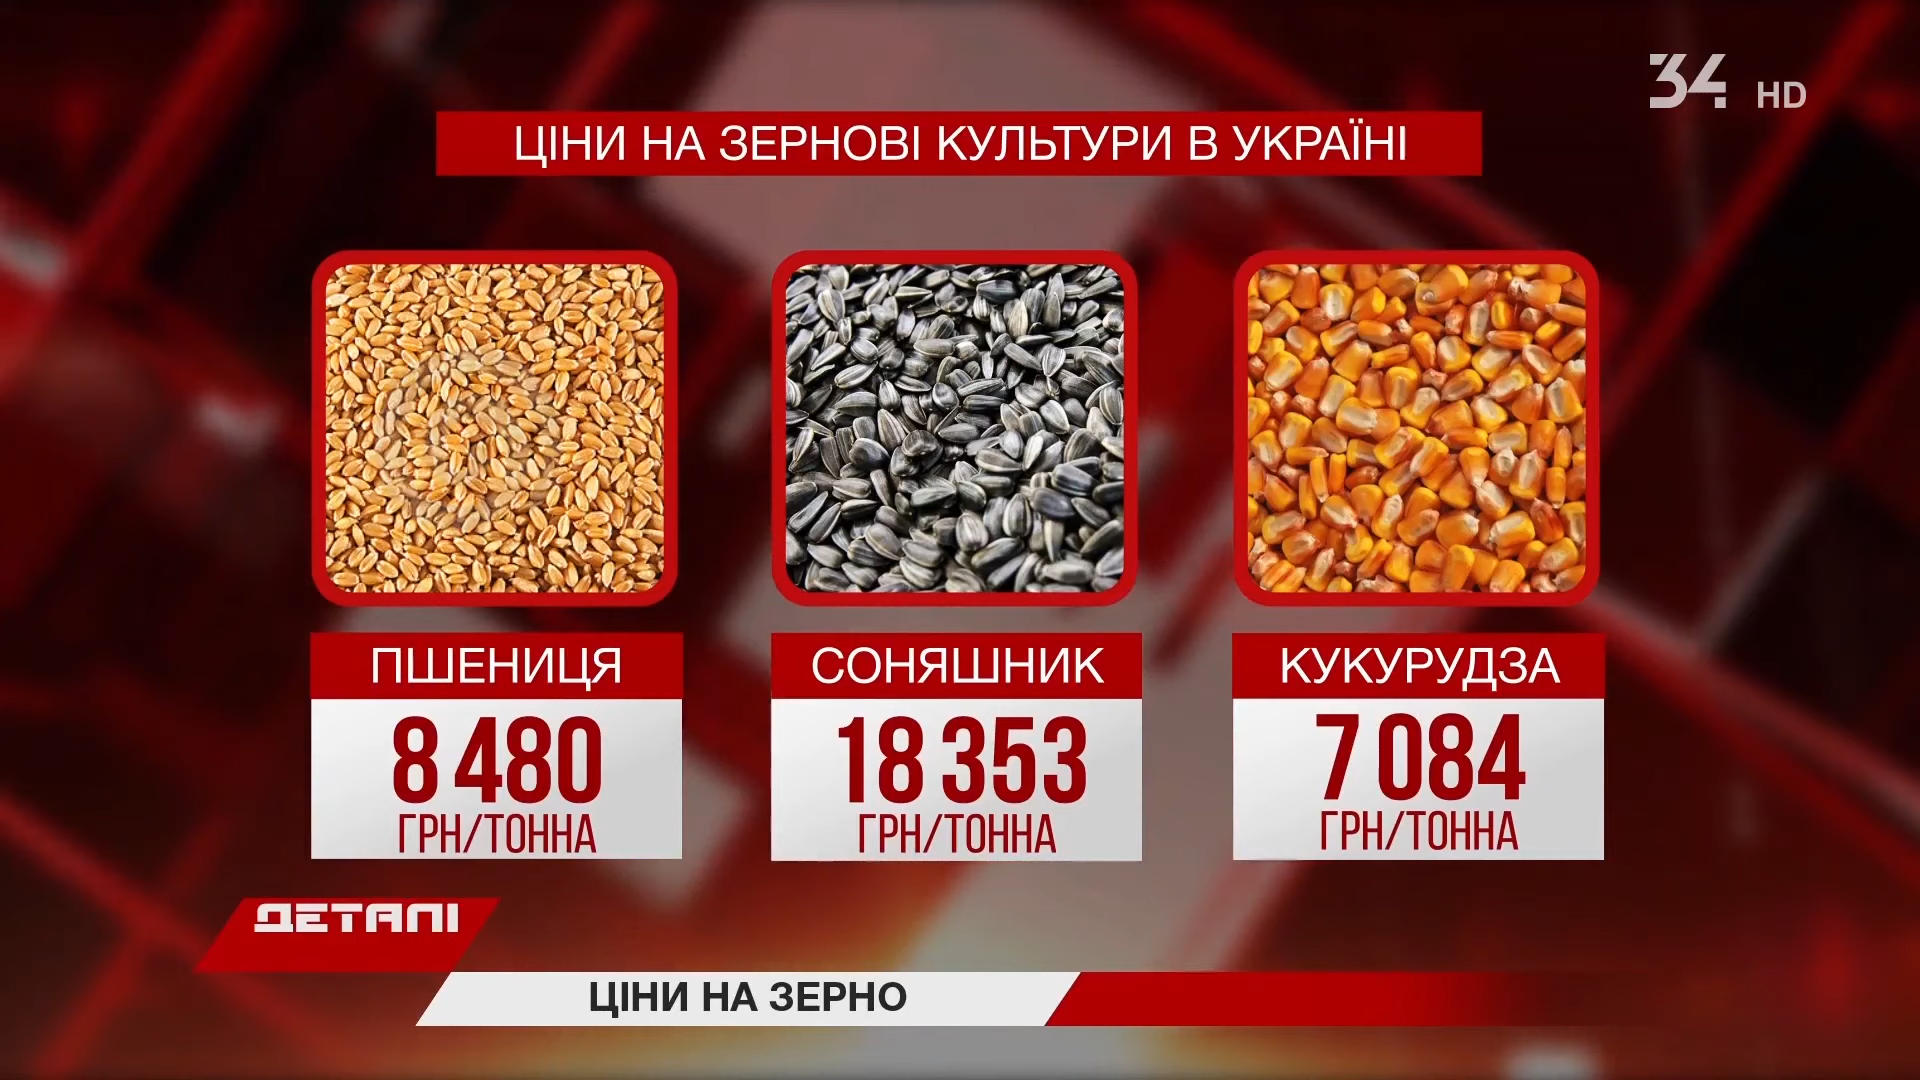 34 HD
ЦІНИ НА ЗЕРНОВІ КУЛЬТУРИ В УКРАЇНІ
ПШЕНИЦЯ
8 480
ГРН/ТОННА
СОНЯШНИК
18 353
ГРН/ТОННА
КУКУРУДЗА
7 084
ГРН/ТОННА
ДЕТАЛІ
ЦІНИ НА ЗЕРНО